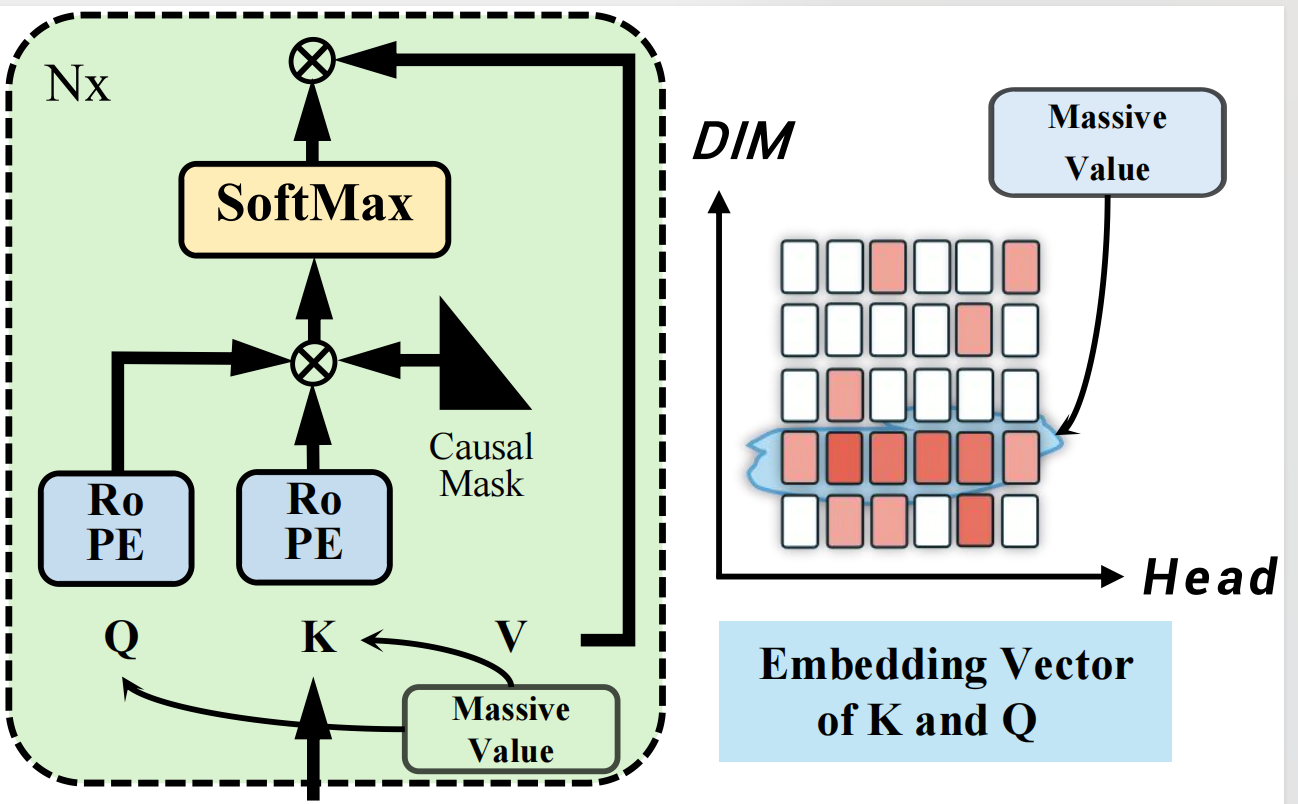 Nx
SoftMax
Causal
Mask
Ro
PE
Ro
PE
Q
K
V
Massive
Value
DIM
Massive
Value
Head
Embedding Vector
of K and Q